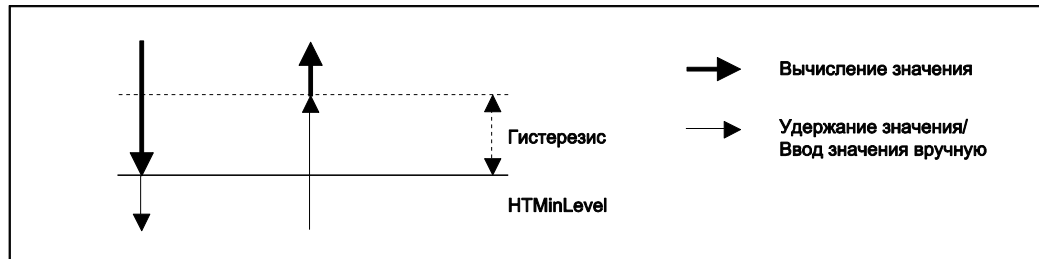 Вычисление значения
Удержание значения/
Ввод значения вручную
Гистерезис
HTMinLevel